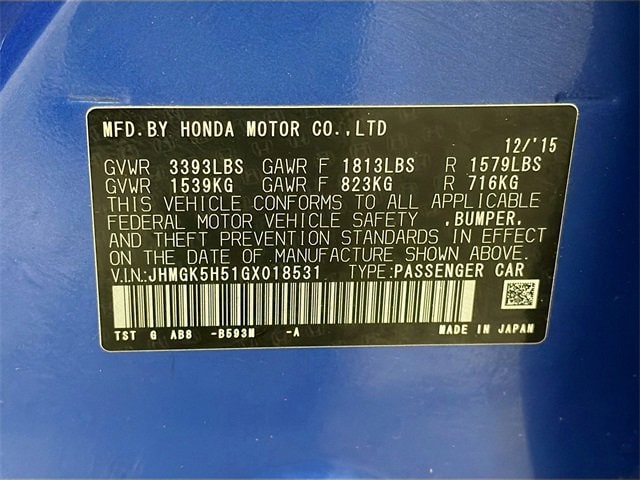 MFD.BY HONDA MOTOR CO.,LTD
12/'15
GVWR 3393LBS GAWR F 1813LBS R 1579LBS
GVWR 1539KG GAWR F 823KG R 716KG
THIS VEHICLE CONFORMS TO ALL APPLICABLE
FEDERAL MOTOR VEHICLE SAFETY ,BUMPER,
AND THEFT PREVENTION STANDARDS IN EFFECT
ON THE DATE OF MANUFACTURE SHOWN ABOVE.
V.IN.: JHMGK5H51GX018531 TYPE:PASSENGER CAR
TST G AB8 -B593M -A MADE IN JAPAN